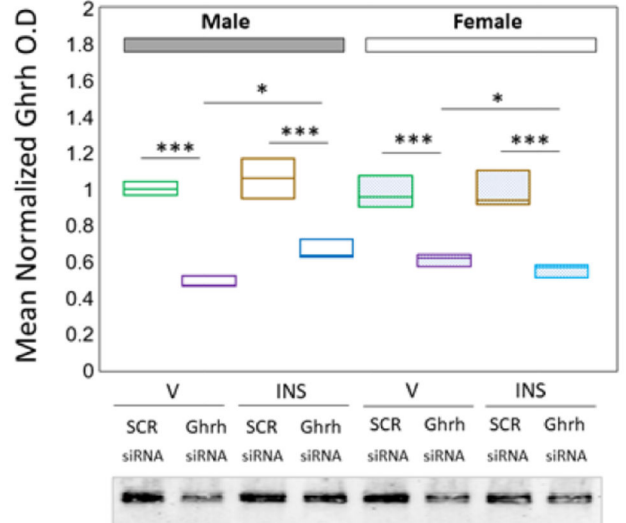 Mean Normalized Ghrh O.D
2
1.8
1.6
1.4
1.2
1
0.8
0.6
0.4
0.2
0
Male Female
* *
*** *** *** ***
V INS V INS
SCR Ghrh SCR Ghrh SCR Ghrh SCR Ghrh
siRNA siRNA siRNA siRNA siRNA siRNA siRNA siRNA